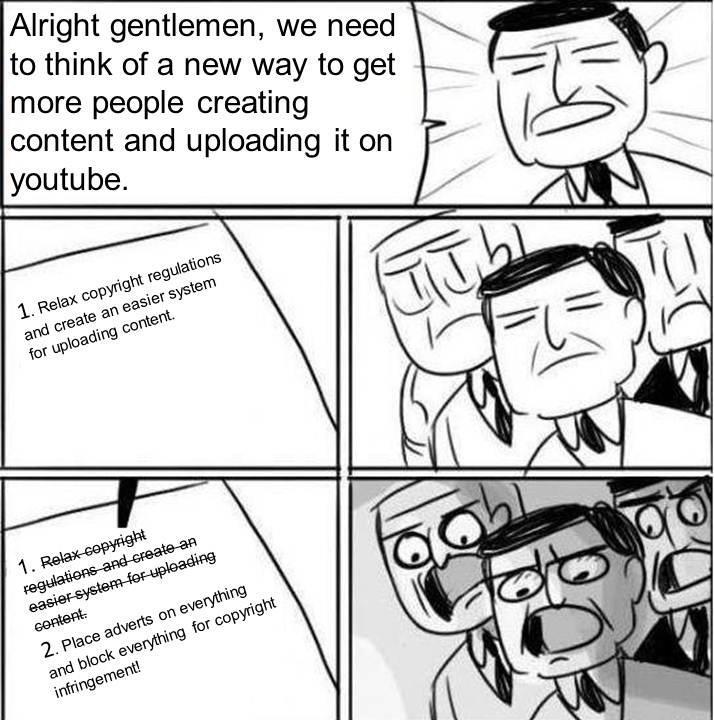 Alright gentlemen, we need
to think of a new way to get
more people creating
content and uploading it on
youtube.
1. Relax copyright regulations
and create an easier system
for uploading content.
1. Relax copyright
regulations and create an
easier system for uploading
content.
2. Place adverts on everything
and block everything for copyright
infringement!